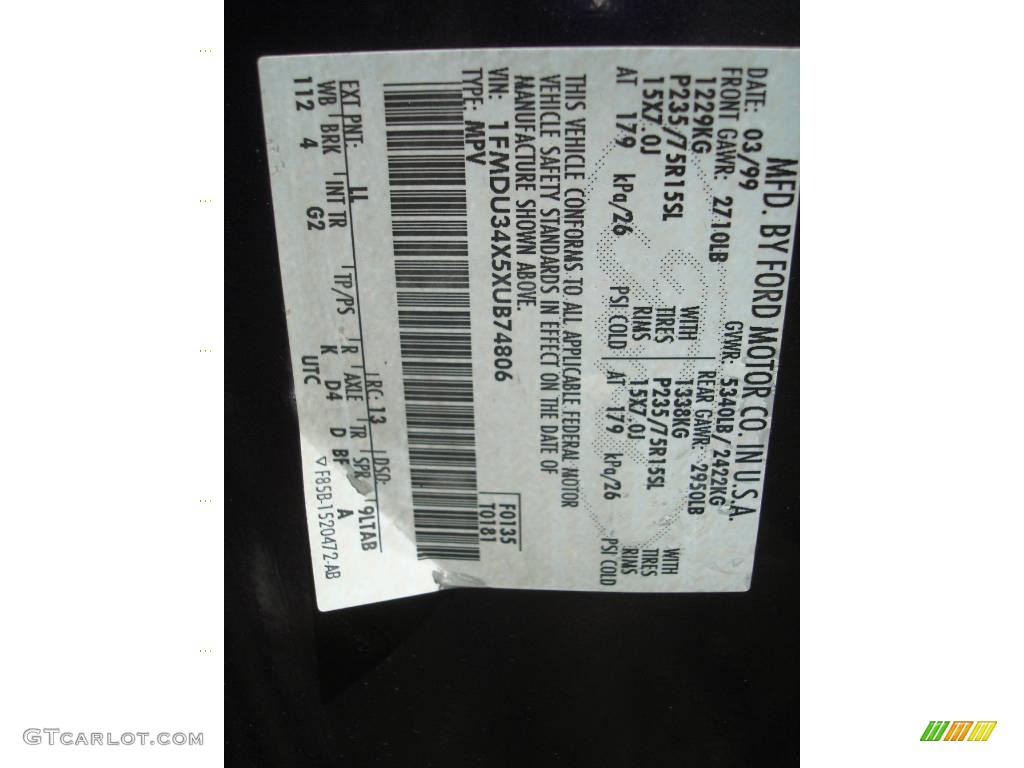 MFD. BY FORD MOTOR CO. IN U.S.A.
DATE: 03/99 GVWR: 5340LB/2422KG
FRONT GAWR: 2710LB REAR GAWR: 2950LB
1229KG WITH 1338KG WITH
P235/75R15SL TIRES P235/75R15SL TIRES
15X7.0J RIMS 15X7.0J RIMS
AT 179 kPa/26 PSI COLD AT 179 kPa/26 PSI COLD
THIS VEHICLE CONFORMS TO ALL APPLICABLE FEDERAL MOTOR
VEHICLE SAFETY STANDARDS IN EFFECT ON THE DATE OF
MANUFACTURE SHOWN ABOVE.
VIN: 1FMDU34X5XUB74806
TYPE: MPV
F0135
T0181
EXT PNT: LL RC: 13 DSO: 9LTAB
WB BRK INT TR TP/PS R AXLE TR SPR
112 4 G2 K D4 D BF A
UTC
▽F85B-1520472-AB
GTCARLOT.COM